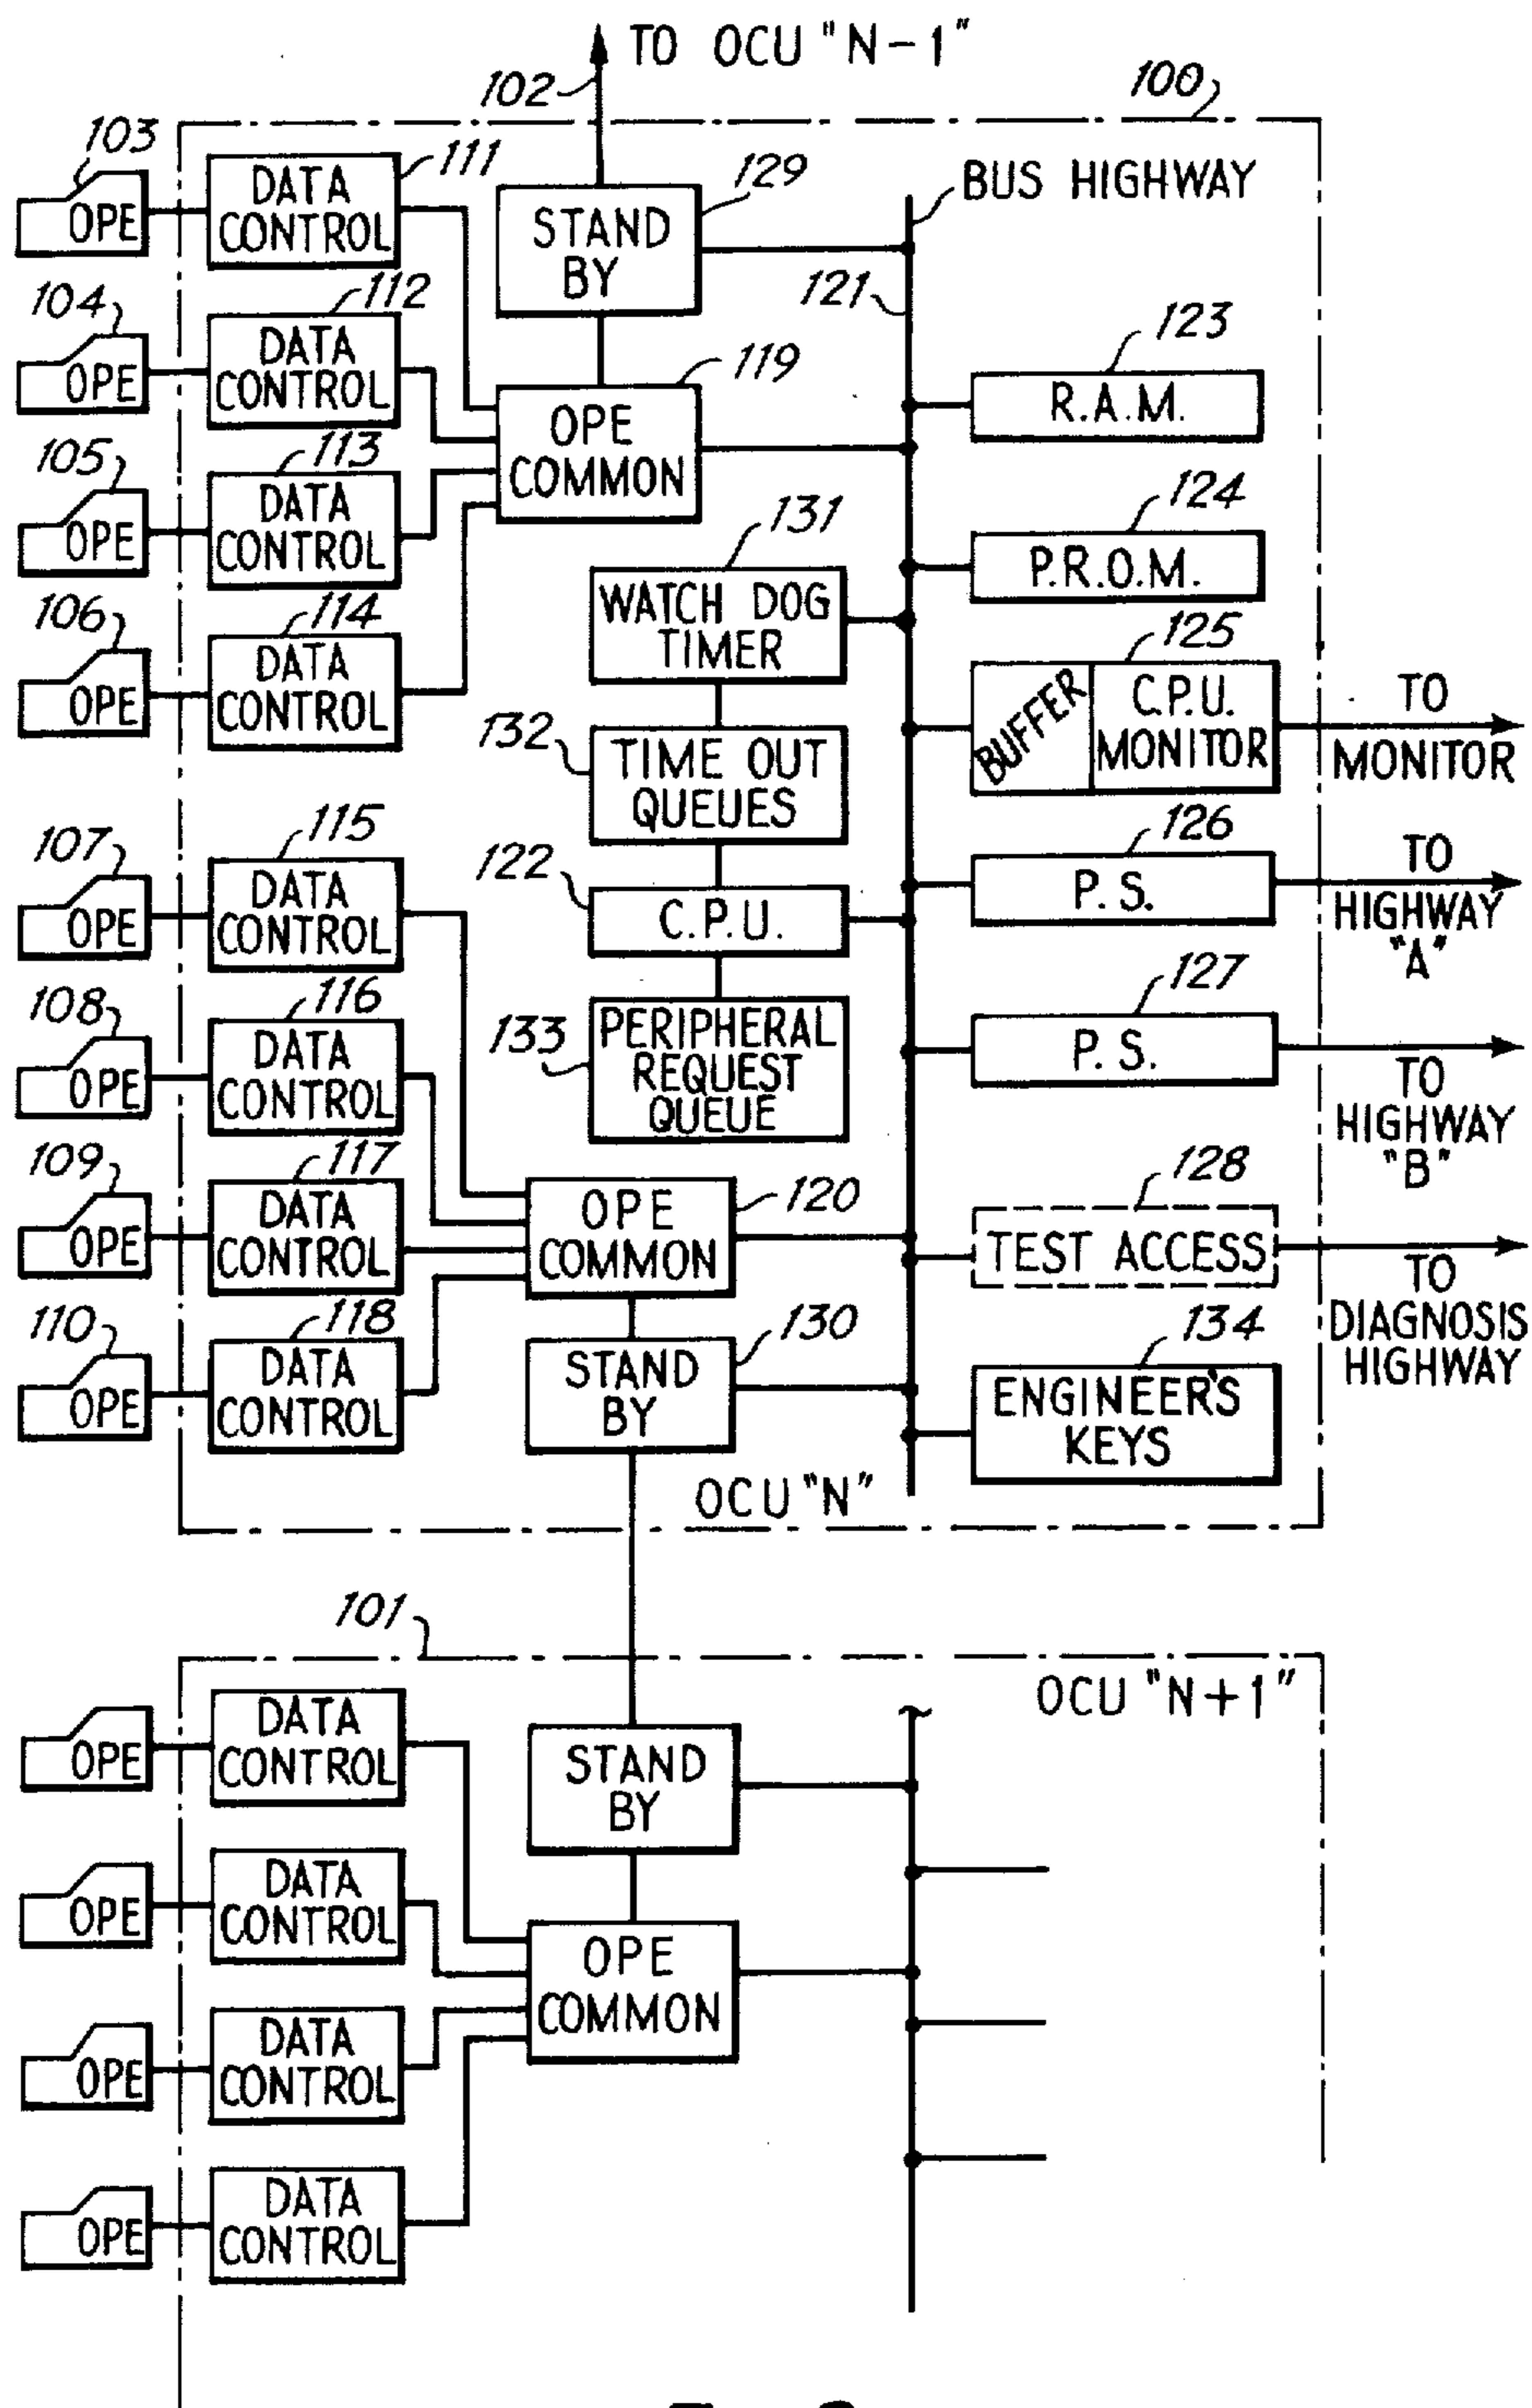 TO OCU "N-1"
102
100
103
OPE
DATA
CONTROL
111
STAND
BY
129
BUS HIGHWAY
121
104
OPE
DATA
CONTROL
112
OPE
COMMON
119
123
R.A.M.
105
OPE
DATA
CONTROL
113
124
P.R.O.M.
131
WATCH DOG
TIMER
106
OPE
DATA
CONTROL
114
125
BUFFER
C.P.U.
MONITOR
TO
MONITOR
132
TIME OUT
QUEUES
107
OPE
DATA
CONTROL
115
122
C.P.U.
126
P.S.
TO
HIGHWAY
"A"
108
OPE
DATA
CONTROL
116
133
PERIPHERAL
REQUEST
QUEUE
127
P.S.
TO
HIGHWAY
"B"
109
OPE
DATA
CONTROL
117
OPE
COMMON
120
128
TEST ACCESS
TO
DIAGNOSIS
HIGHWAY
110
OPE
DATA
CONTROL
118
STAND
BY
130
134
ENGINEER'S
KEYS
OCU "N"
101
OCU "N+1"
OPE
DATA
CONTROL
STAND
BY
OPE
DATA
CONTROL
OPE
COMMON
OPE
DATA
CONTROL
OPE
DATA
CONTROL